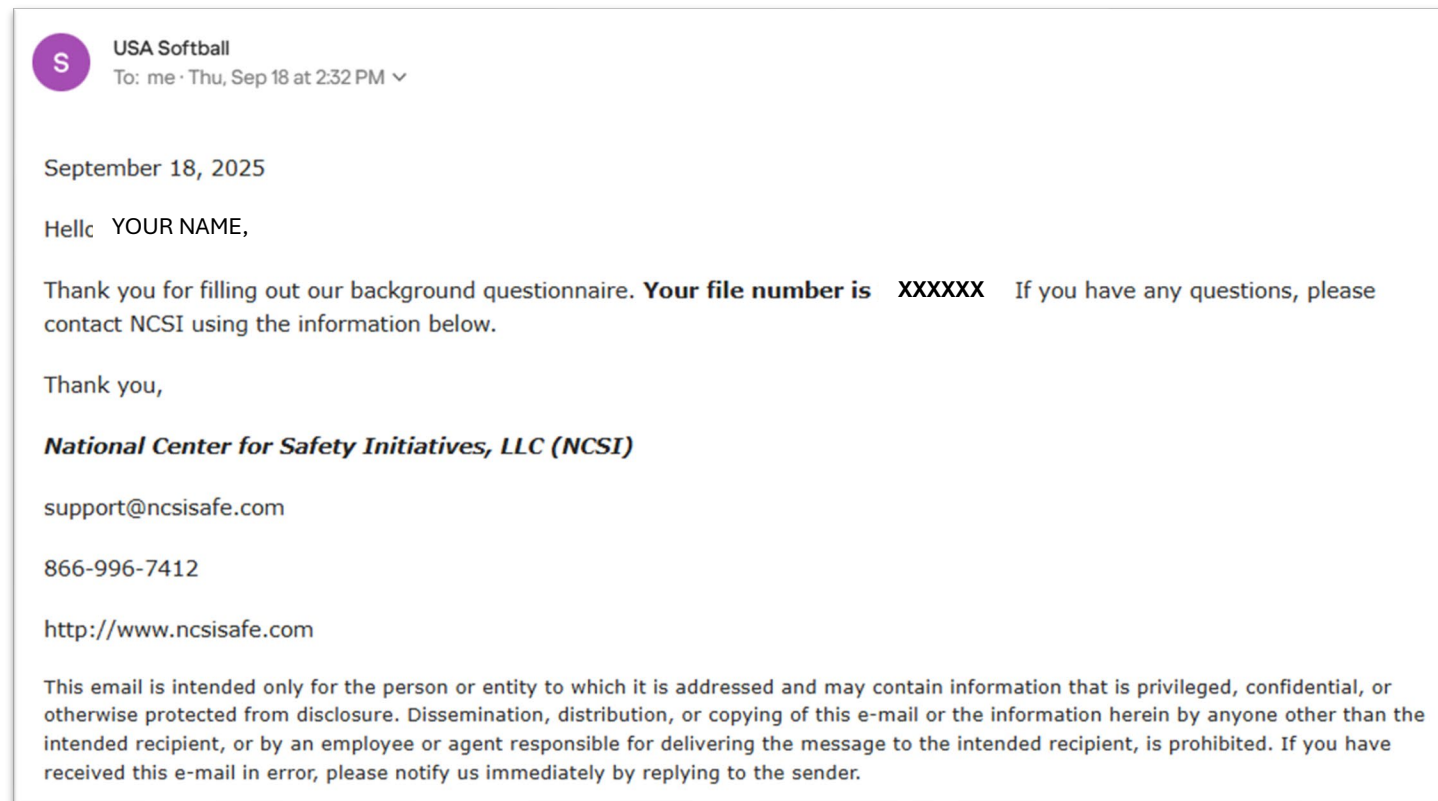 S
USA Softball
To: me · Thu, Sep 18 at 2:32 PM
September 18, 2025
Hello YOUR NAME,
Thank you for filling out our background questionnaire. Your file number is XXXXXX If you have any questions, please
contact NCSI using the information below.
Thank you,
National Center for Safety Initiatives, LLC (NCSI)
support@ncsisafe.com
866-996-7412
http://www.ncsisafe.com
This email is intended only for the person or entity to which it is addressed and may contain information that is privileged, confidential, or
otherwise protected from disclosure. Dissemination, distribution, or copying of this e-mail or the information herein by anyone other than the
intended recipient, or by an employee or agent responsible for delivering the message to the intended recipient, is prohibited. If you have
received this e-mail in error, please notify us immediately by replying to the sender.